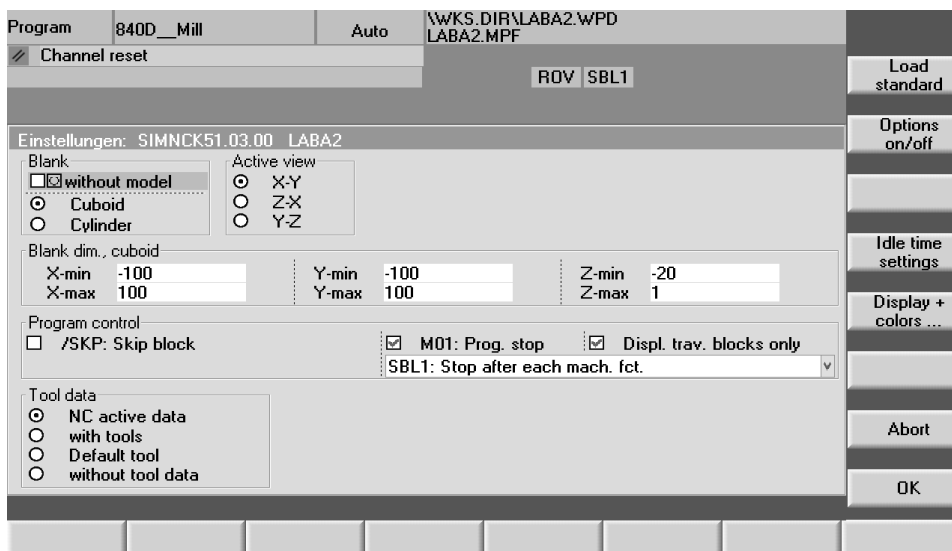 Program 840D__Mill Auto \WKS.DIR\LABA2.WPD
LABA2.MPF
Channel reset
ROV SBL1
Load
standard
Options
on/off
Idle time
settings
Display +
colors ...
Abort
OK
Einstellungen: SIMNCK51.03.00 LABA2
Blank
without model
Cuboid
Cylinder
Active view
X-Y
Z-X
Y-Z
Blank dim., cuboid
X-min -100 Y-min -100 Z-min -20
X-max 100 Y-max 100 Z-max 1
Program control
/SKP: Skip block M01: Prog. stop Displ. trav. blocks only
SBL1: Stop after each mach. fct.
Tool data
NC active data
with tools
Default tool
without tool data